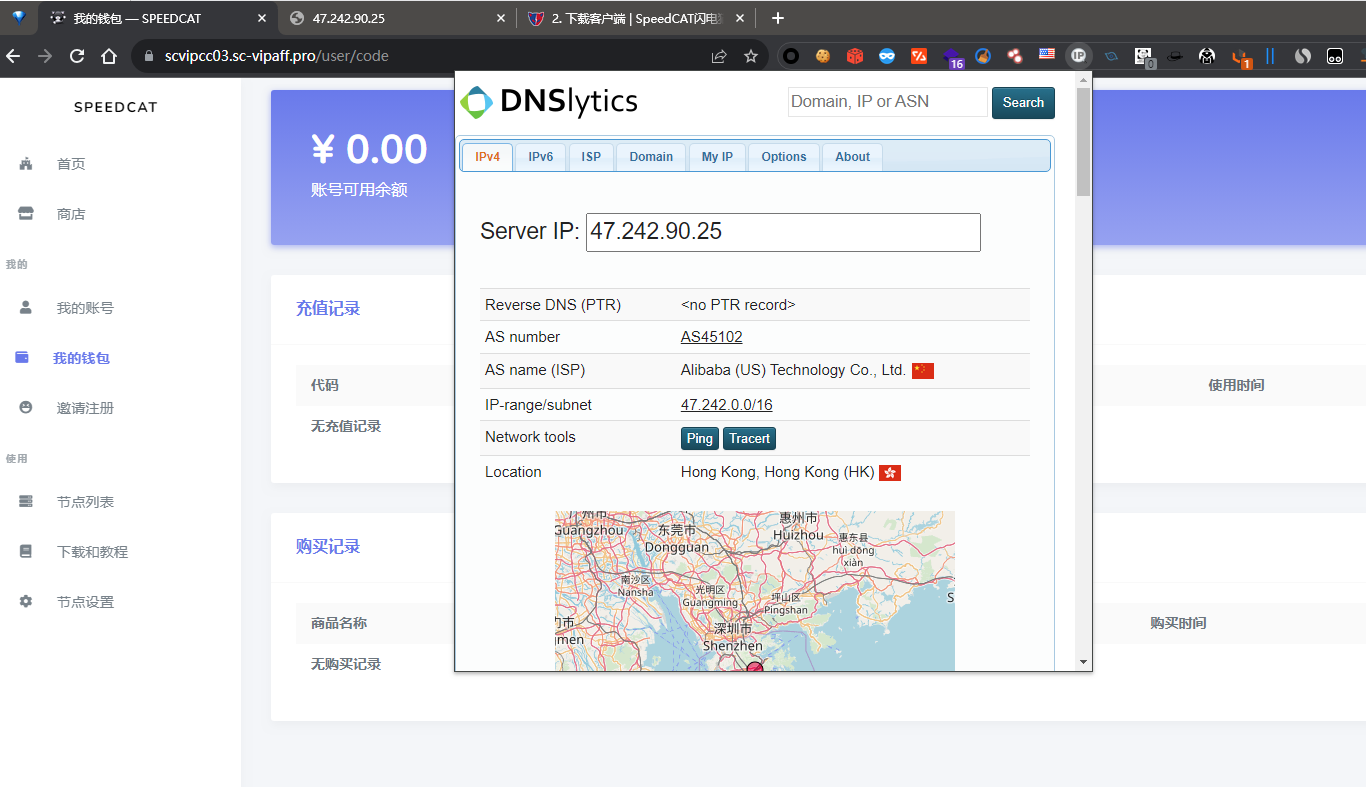 我的钱包 — SPEEDCAT
47.242.90.25
2. 下载客户端 | SpeedCAT闪电
scvipcc03.sc-vipaff.pro/user/code
16
0
1
SPEEDCAT
首页
商店
我的
我的账号
我的钱包
邀请注册
使用
节点列表
下载和教程
节点设置
¥ 0.00
账号可用余额
充值记录
代码
使用时间
无充值记录
购买记录
商品名称
购买时间
无购买记录
DNSlytics
Domain, IP or ASN
Search
IPv4 IPv6 ISP Domain My IP Options About
Server IP: 47.242.90.25
Reverse DNS (PTR) <no PTR record>
AS number AS45102
AS name (ISP) Alibaba (US) Technology Co., Ltd.
IP-range/subnet 47.242.0.0/16
Network tools Ping Tracert
Location Hong Kong, Hong Kong (HK)
州市
Guangzhou
东莞市
Dongguan
惠州市
Huizhou
惠东县
huì dōng
xiàn
南沙区
Nansha
光明区
Guangming
坪山区
Pingshan
深圳市
Shenzhen